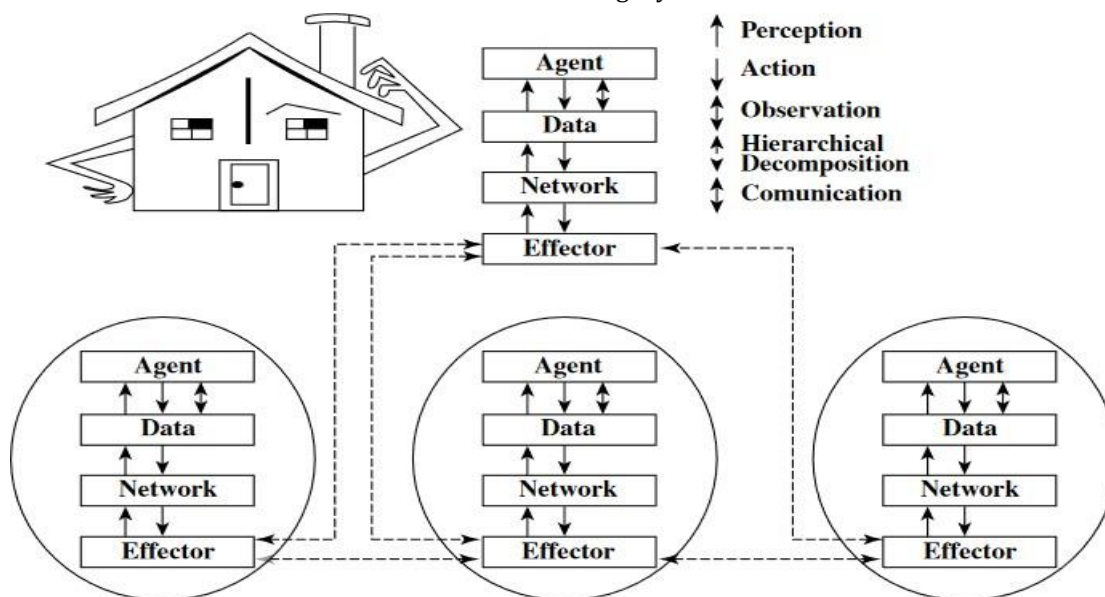 Agent
Data
Network
Effector
Perception
Action
Observation
Hierarchical
Decomposition
Comunication
Agent
Data
Network
Effector
Agent
Data
Network
Effector
Agent
Data
Network
Effector